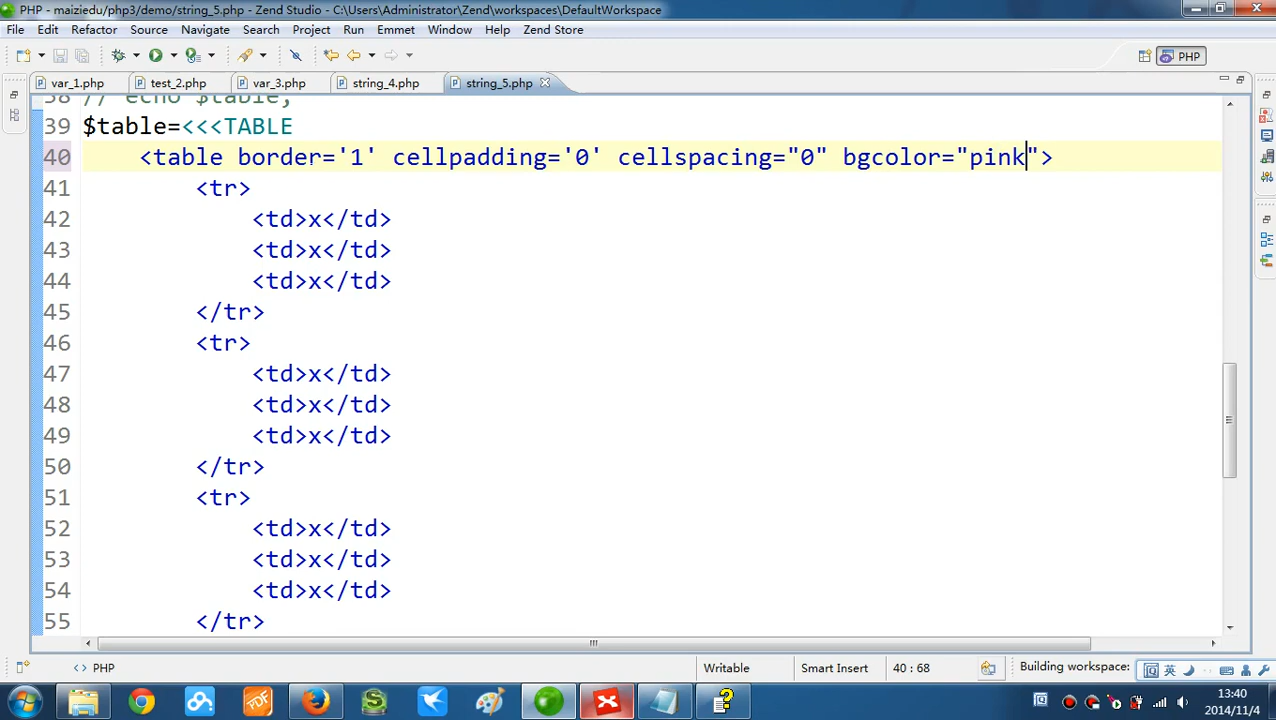 PHP - maiziedu/php3/demo/string_5.php - Zend Studio - C:\Users\Administrator\Zend\workspaces\DefaultWorkspace
File Edit Refactor Source Navigate Search Project Run Emmet Window Help Zend Store
PHP
var_1.php test_2.php var_3.php string_4.php string_5.php
38 // echo $table;
39 $table=<<<TABLE
40 <table border='1' cellpadding='0' cellspacing="0" bgcolor="pink">
41 <tr>
42 <td>x</td>
43 <td>x</td>
44 <td>x</td>
45 </tr>
46 <tr>
47 <td>x</td>
48 <td>x</td>
49 <td>x</td>
50 </tr>
51 <tr>
52 <td>x</td>
53 <td>x</td>
54 <td>x</td>
55 </tr>
<> PHP Writable Smart Insert 40 : 68 Building workspace: 英
PDF
13:40
2014/11/4